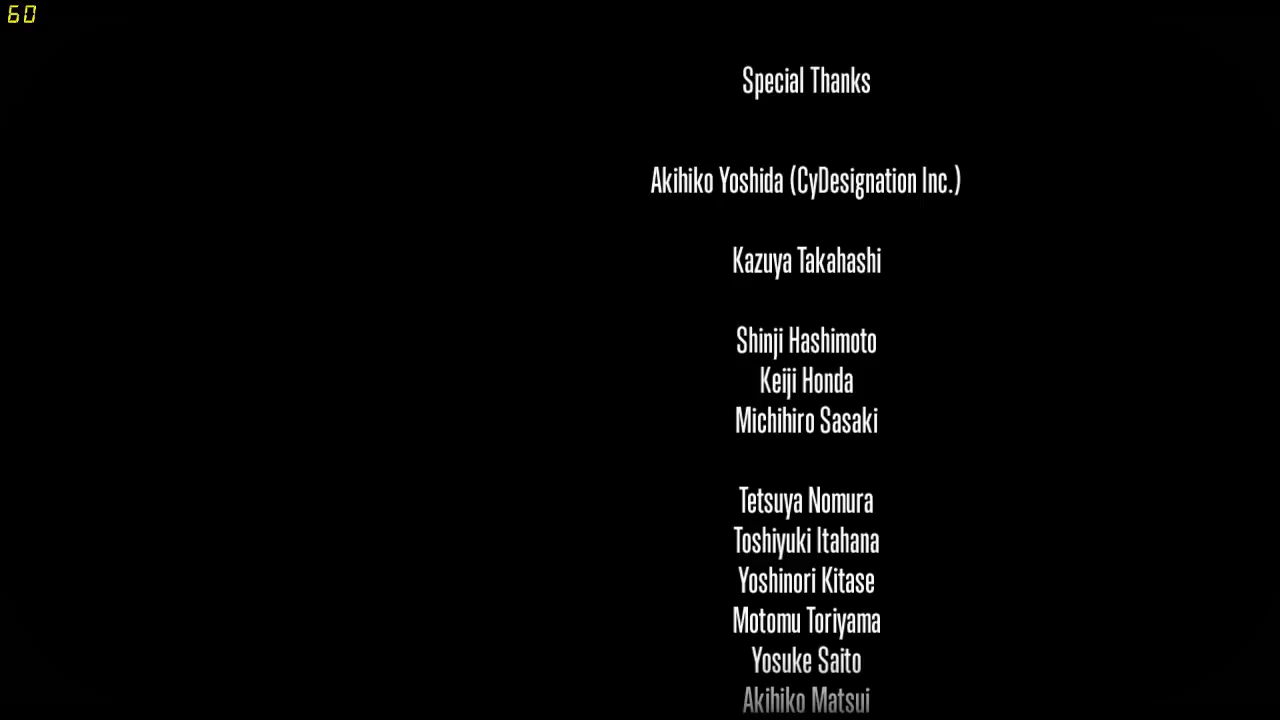 60
Special Thanks
Akihiko Yoshida (CyDesignation Inc.)
Kazuya Takahashi
Shinji Hashimoto
Keiji Honda
Michihiro Sasaki
Tetsuya Nomura
Toshiyuki Itahana
Yoshinori Kitase
Motomu Toriyama
Yosuke Saito
Akihiko Matsui